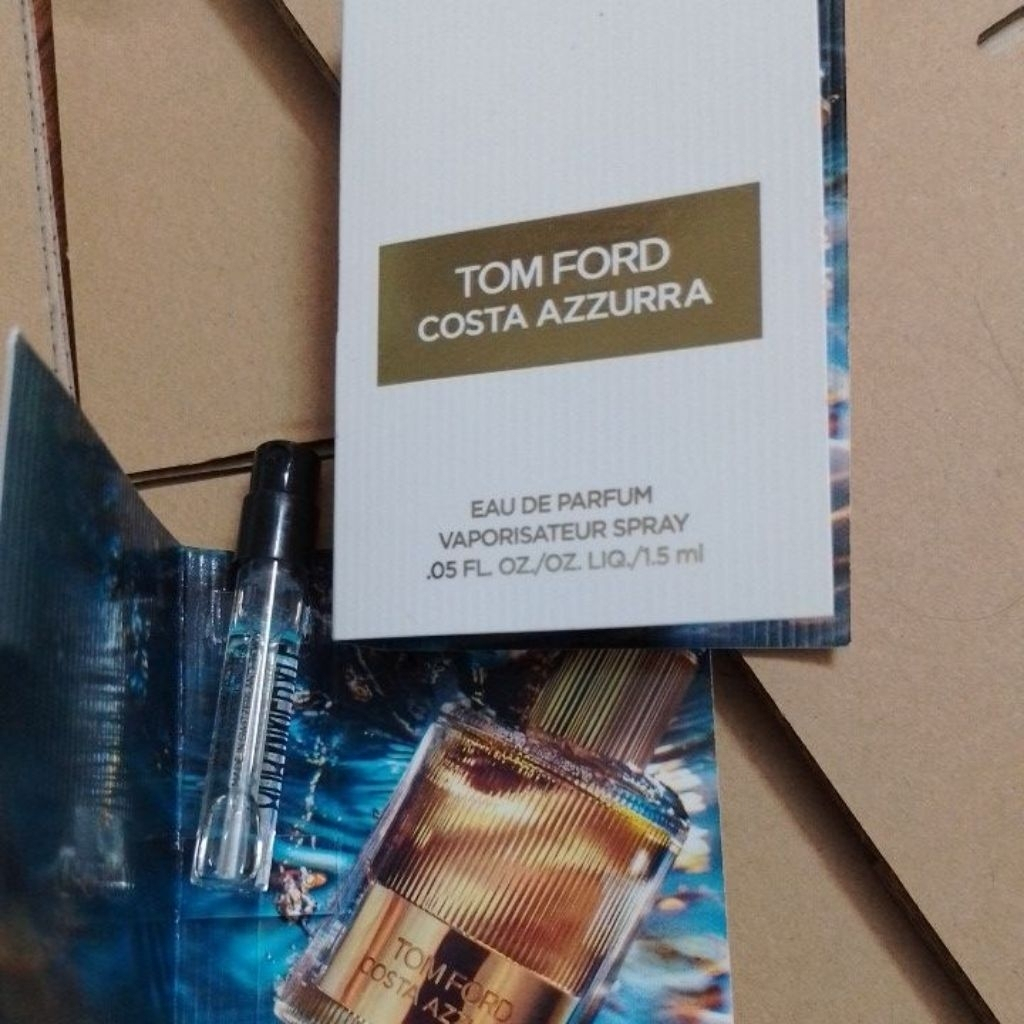 TOM FORD
COSTA AZZURRA
EAU DE PARFUM
VAPORISATEUR SPRAY
.05 FL. OZ./OZ. LIQ./1.5 ml
TOM FORD
COSTA